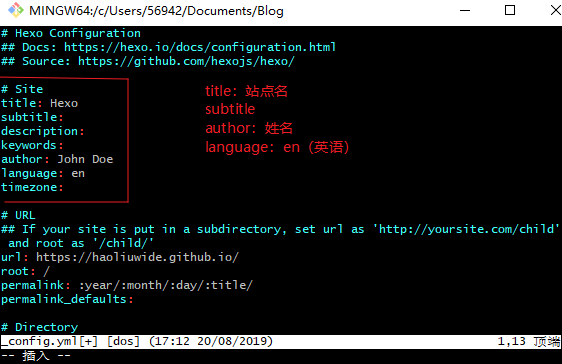 MINGW64:/c/Users/56942/Documents/Blog
# Hexo Configuration
## Docs: https://hexo.io/docs/configuration.html
## Source: https://github.com/hexojs/hexo/
# Site
title: Hexo
subtitle:
description:
keywords:
author: John Doe
language: en
timezone:
title：站点名
subtitle
author：姓名
language：en（英语）
# URL
## If your site is put in a subdirectory, set url as 'http://yoursite.com/child'
and root as '/child/'
url: https://haoliuwide.github.io/
root: /
permalink: :year/:month/:day/:title/
permalink_defaults:
# Directory
_config.yml[+] [dos] (17:12 20/08/2019) 1,13 顶端
-- 插入 --